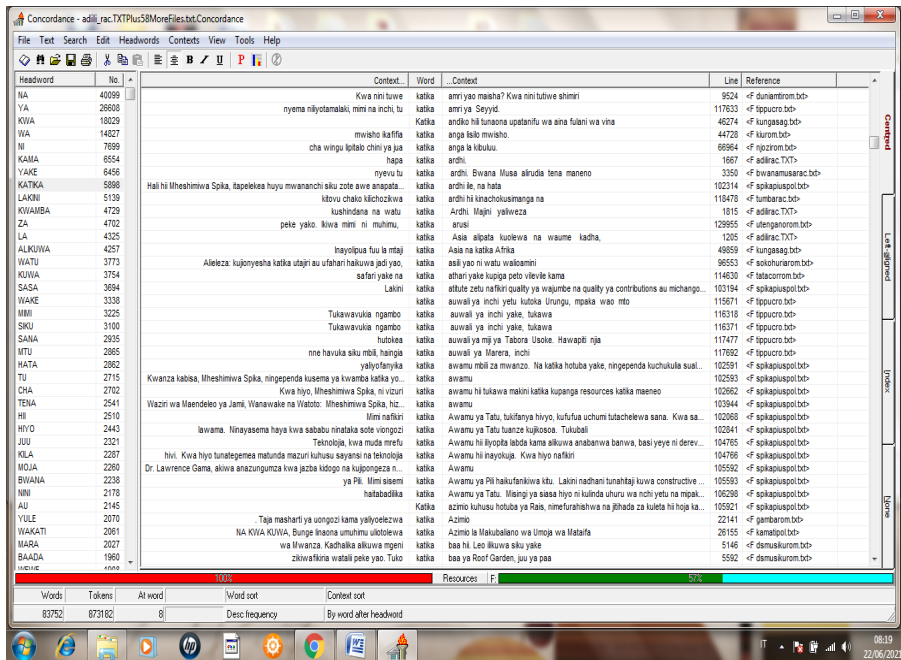 Concordance - adili_rac.TXTPlus58MoreFiles.txt.Concordance
File Text Search Edit Headwords Contexts View Tools Help
B I U P
Headword No. Context... Word ...Context Line Reference
NA 40099 Kwa nini tuwe katika amri yao maisha? Kwa nini tutiwe shimiri 9524 <F duniamtirom.txt>
YA 26608 nyema niliyotamalaki, mimi na inchi, tu katika amri ya Seyyid. 117633 <F tippucro.txt>
KWA 18029 Katika andiko hili tunaona upatanifu wa aina fulani wa vina 46274 <F kungasag.txt>
WA 14827 mwisho ikafifia katika anga lisilo mwisho. 44728 <F kiurom.txt>
NI 7699 cha wingu lipitalo chini ya jua katika anga la kibuluu. 66964 <F njozirom.txt>
KAMA 6554 hapa katika ardhi. 1667 <F adilirac.TXT>
YAKE 6456 nyevu tu katika ardhi. Bwana Musa alirudia tena maneno 3350 <F bwanamusarac.txt>
KATIKA 5898 Hali hii Mheshimiwa Spika, itapelekea huyu mwananchi siku zote awe anapata... katika ardhi ile, na hata 102314 <F spikapiuspol.txt>
LAKINI 5139 kitovu chako kilichozikwa katika ardhi hii kinachokusimanga na 118478 <F tumbarac.txt>
KWAMBA 4729 kushindana na watu katika Ardhi. Majini yaliweza 1815 <F adilirac.TXT>
ZA 4702 peke yako. Ikiwa mimi ni muhimu, katika arusi 129955 <F utenganorom.txt>
LA 4325 katika Asia alipata kuolewa na waume kadha, 1205 <F adilirac.TXT>
ALIKUWA 4257 Inayolipua fuu la mtaji katika Asia na katika Afrika 49859 <F kungasag.txt>
WATU 3773 Alieleza: kujionyesha katika utajiri au ufahari haikuwa jadi yao, katika asili yao ni watu walioamini 96553 <F sokohuriarom.txt>
KUWA 3754 safari yake na katika athari yake kupiga peto vilevile kama 114630 <F tatacorrom.txt>
SASA 3694 Lakini katika atitute zetu nafikiri quality ya wajumbe na quality ya contributions au michango... 103194 <F spikapiuspol.txt>
WAKE 3338 katika auwali ya inchi yetu kutoka Urungu, mpaka wao mto 115671 <F tippucro.txt>
MIMI 3225 Tukawavukia ngambo katika auwali ya inchi yake, tukawa 116318 <F tippucro.txt>
SIKU 3100 Tukawavukia ngambo katika auwali ya inchi yake, tukawa 116371 <F tippucro.txt>
SANA 2935 hutokea katika auwali ya miji ya Tabora Usoke. Hawapiti njia 117477 <F tippucro.txt>
MTU 2865 nne havuka siku mbili, haingia katika auwali ya Marera, inchi 117692 <F tippucro.txt>
HATA 2862 yaliyofanyika katika awamu mbili za mwanzo. Na katika hotuba yake, ningependa kuchukulia sual... 102591 <F spikapiuspol.txt>
TU 2715 Kwanza kabisa, Mheshimiwa Spika, ningependa kusema ya kwamba katika yo... katika awamu 102593 <F spikapiuspol.txt>
CHA 2702 Kwa hiyo, Mheshimiwa Spika, ni vizuri katika awamu hii tukawa makini katika kupanga resources katika maeneo 102662 <F spikapiuspol.txt>
TENA 2541 Waziri wa Maendeleo ya Jamii, Wanawake na Watoto: Mheshimiwa Spika, hiz... katika awamu 103944 <F spikapiuspol.txt>
HII 2510 Mimi nafikiri katika Awamu ya Tatu, tukifanya hivyo, kufufua uchumi tutachelewa sana. Kwa sa... 102068 <F spikapiuspol.txt>
HIYO 2443 lawama. Ninayasema haya kwa sababu ninataka sote viongozi katika Awamu ya Tatu tuanze kujikosoa. Tukubali 102841 <F spikapiuspol.txt>
JUU 2321 Teknolojia, kwa muda mrefu katika Awamu hii iliyopita labda kama alikuwa anabanwa banwa, basi yeye ni derev... 104765 <F spikapiuspol.txt>
KILA 2287 hivi. Kwa hiyo tunategemea matunda mazuri kuhusu sayansi na teknolojia katika Awamu hii inayokuja. Kwa hiyo nafikiri 104766 <F spikapiuspol.txt>
MOJA 2260 Dr. Lawrence Gama, akiwa anazungumza kwa jazba kidogo na kujipongeza n... katika Awamu 105592 <F spikapiuspol.txt>
BWANA 2238 ya Pili. Mimi sisemi katika Awamu ya Pili haikufanikiwa kitu. Lakini nadhani tunahitaji kuwa constructive ... 105593 <F spikapiuspol.txt>
NINI 2178 haitabadilika katika Awamu ya Tatu. Misingi ya siasa hiyo ni kulinda uhuru wa nchi yetu na mipak... 106298 <F spikapiuspol.txt>
AU 2145 Katika azimio kuhusu hotuba ya Rais, nimefurahishwa na jitihada za kuleta hii hoja ka... 105921 <F spikapiuspol.txt>
YULE 2070 . Taja masharti ya uongozi kama yaliyoelezwa katika Azimio 22141 <F gambarom.txt>
WAKATI 2061 NA KWA KUWA, Bunge linaona umuhimu uliotolewa katika Azimio la Makubaliano wa Umoja wa Mataifa 26155 <F kamatipol.txt>
MARA 2027 wa Mwanza. Kadhalika alikuwa mgeni katika baa hii. Leo ilikuwa siku yake 5146 <F dsmusikurom.txt>
BAADA 1960 zikiwafikiria watalii peke yao. Tuko katika baa ya Roof Garden, juu ya paa 5592 <F dsmusikurom.txt>
Centred
Left-aligned
Index
None
100% Resources F: 57%
Words Tokens At word Word sort Context sort
83752 873182 8 Desc frequency By word after headword
IT 08:19
22/06/2021